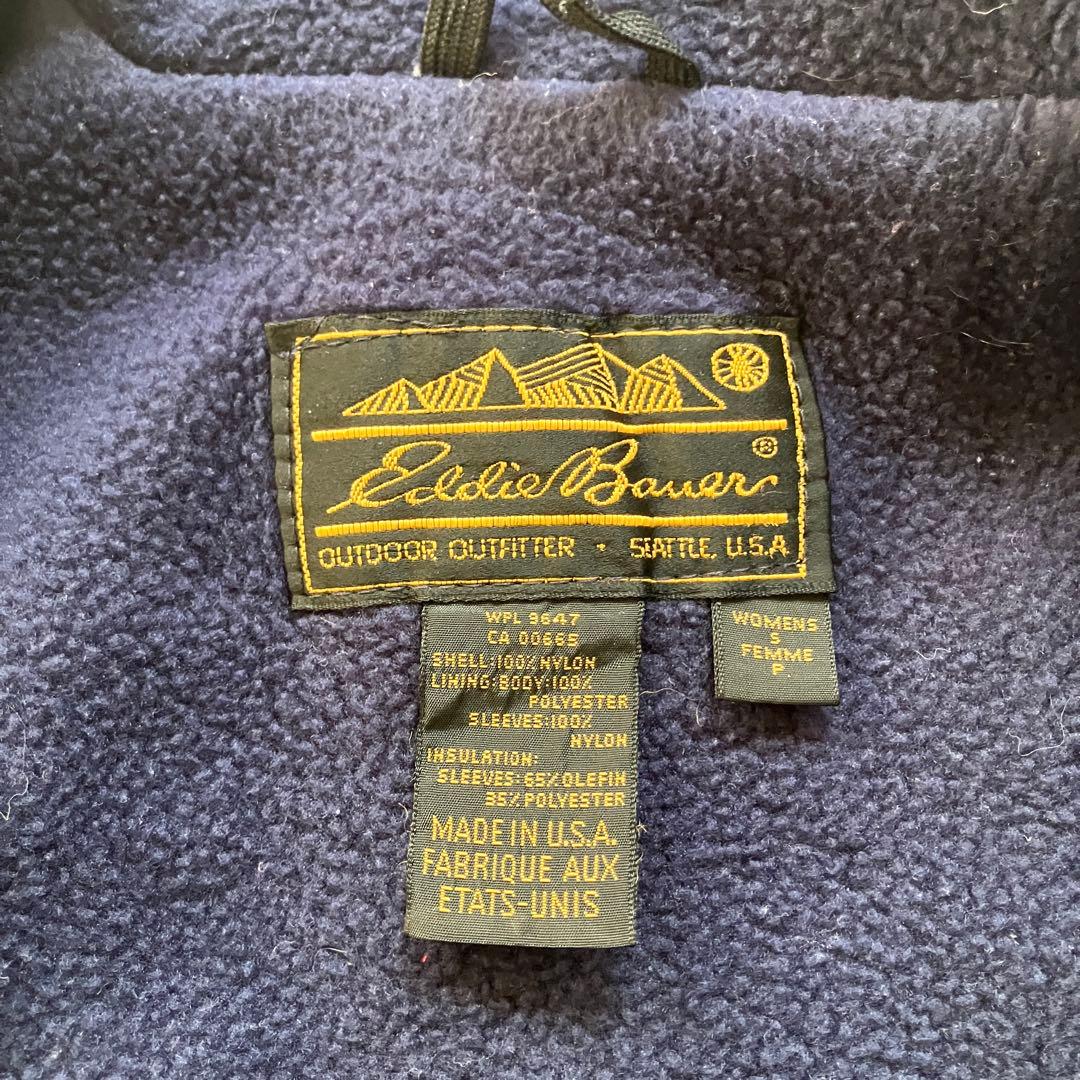 Eddie Bauer®
OUTDOOR OUTFITTER • SEATTLE, U.S.A
WPL 9647
CA 00665
SHELL:100% NYLON
LINING:BODY:100%
POLYESTER
SLEEVES:100%
NYLON
INSULATION:
SLEEVES: 65% OLEFIN
35% POLYESTER
MADE IN U.S.A.
FABRIQUE AUX
ETATS-UNIS
WOMENS
S
FEMME
P